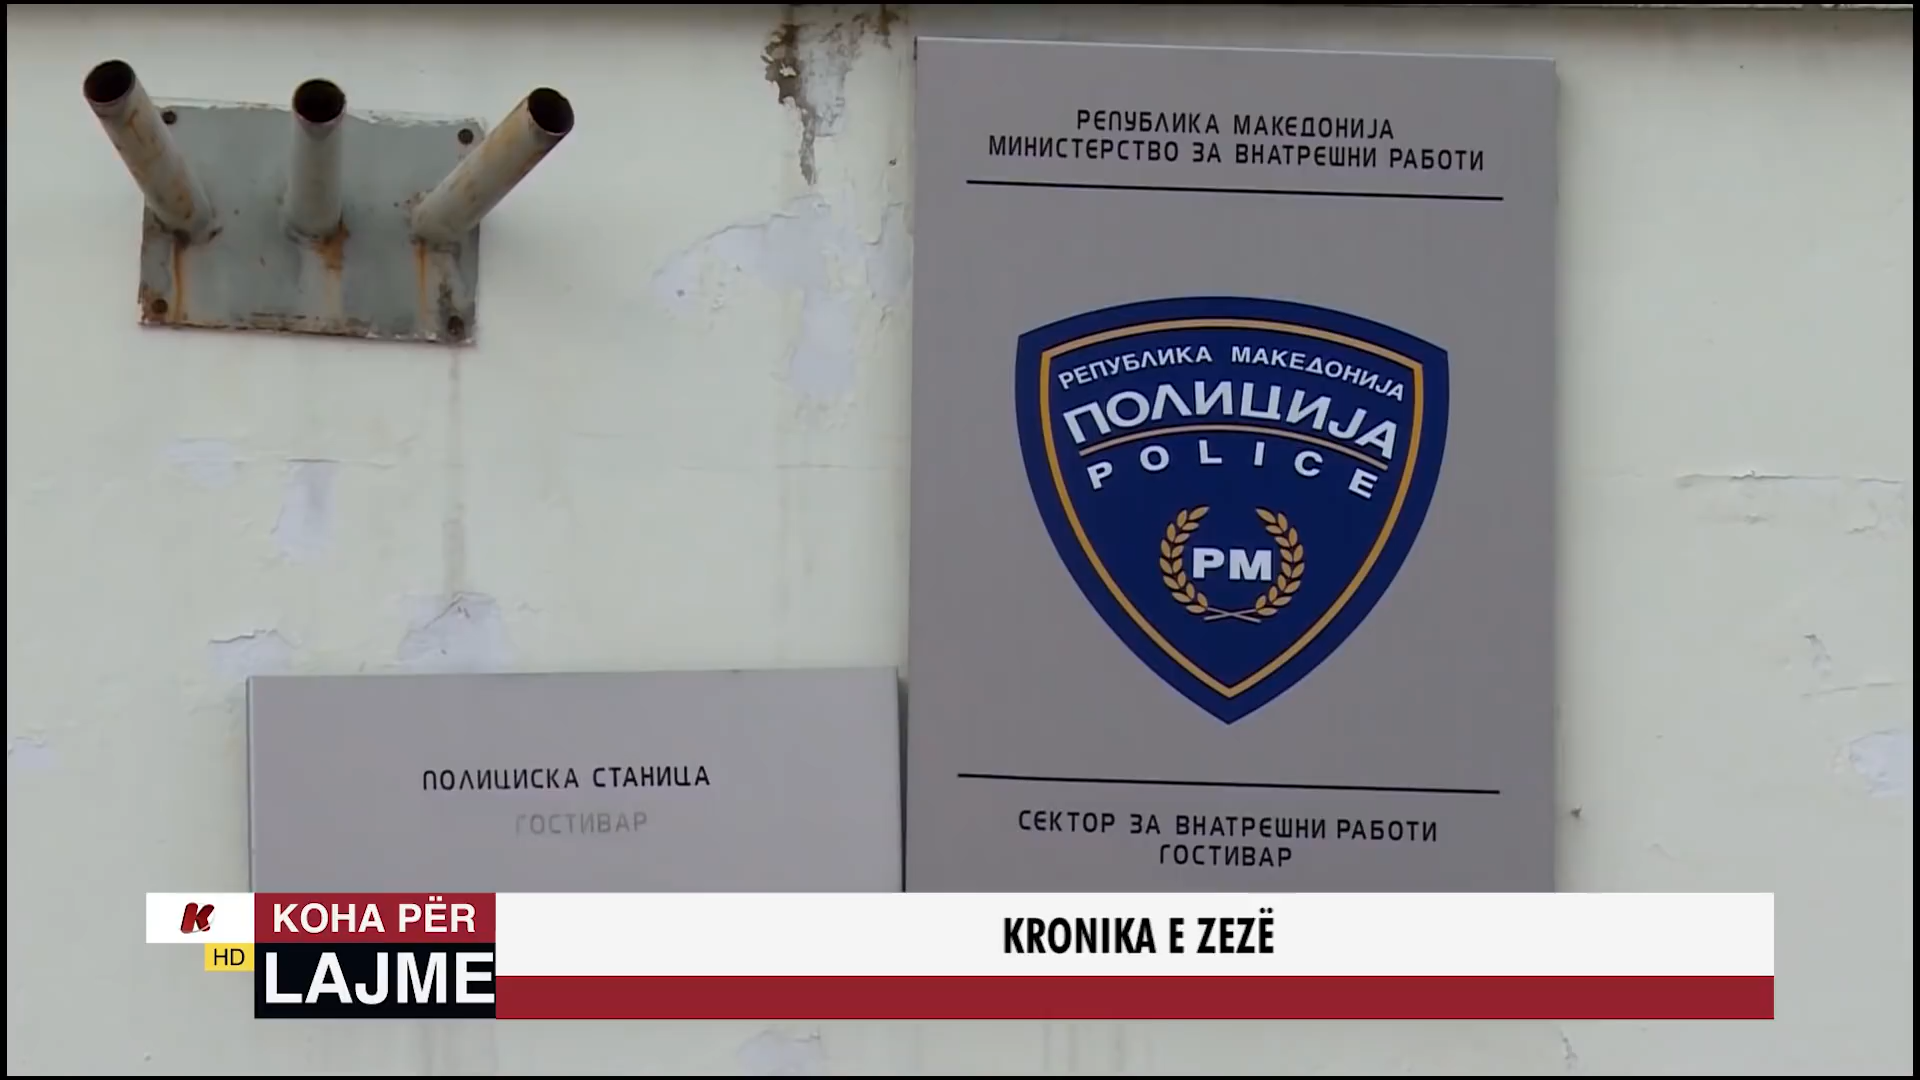 РЕПУБЛИКА МАКЕДОНИЈА
МИНИСТЕРСТВО ЗА ВНАТРЕШНИ РАБОТИ
РЕПУБЛИКА МАКЕДОНИЈА
ПОЛИЦИЈА
POLICE
РМ
ПОЛИЦИСКА СТАНИЦА
ГОСТИВАР
СЕКТОР ЗА ВНАТРЕШНИ РАБОТИ
ГОСТИВАР
K
HD
KOHA PËR
LAJME
KRONIKA E ZEZË